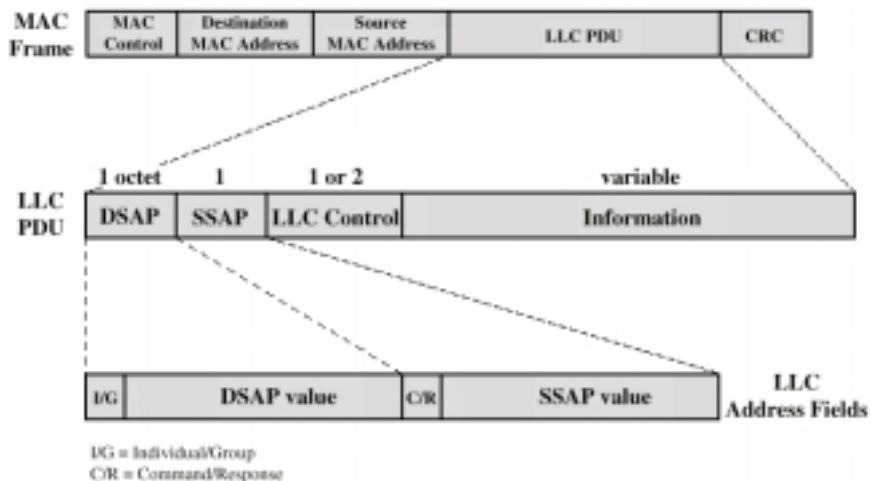 MAC Frame
MAC Control
Destination MAC Address
Source MAC Address
LLC PDU
CRC
1 octet
1
1 or 2
variable
LLC PDU
DSAP
SSAP
LLC Control
Information
I/G
DSAP value
C/R
SSAP value
LLC Address Fields
I/G = Individual/Group
C/R = Command/Response